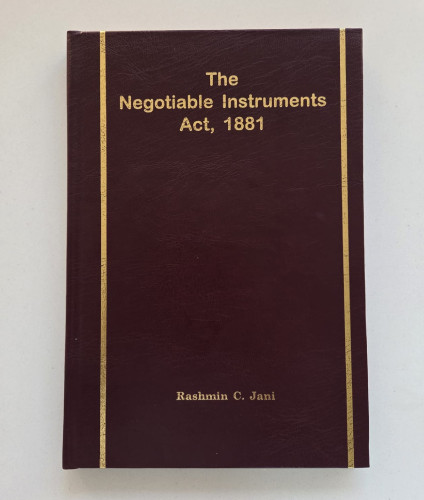 The
Negotiable Instruments
Act, 1881
Rashmin C. Jani